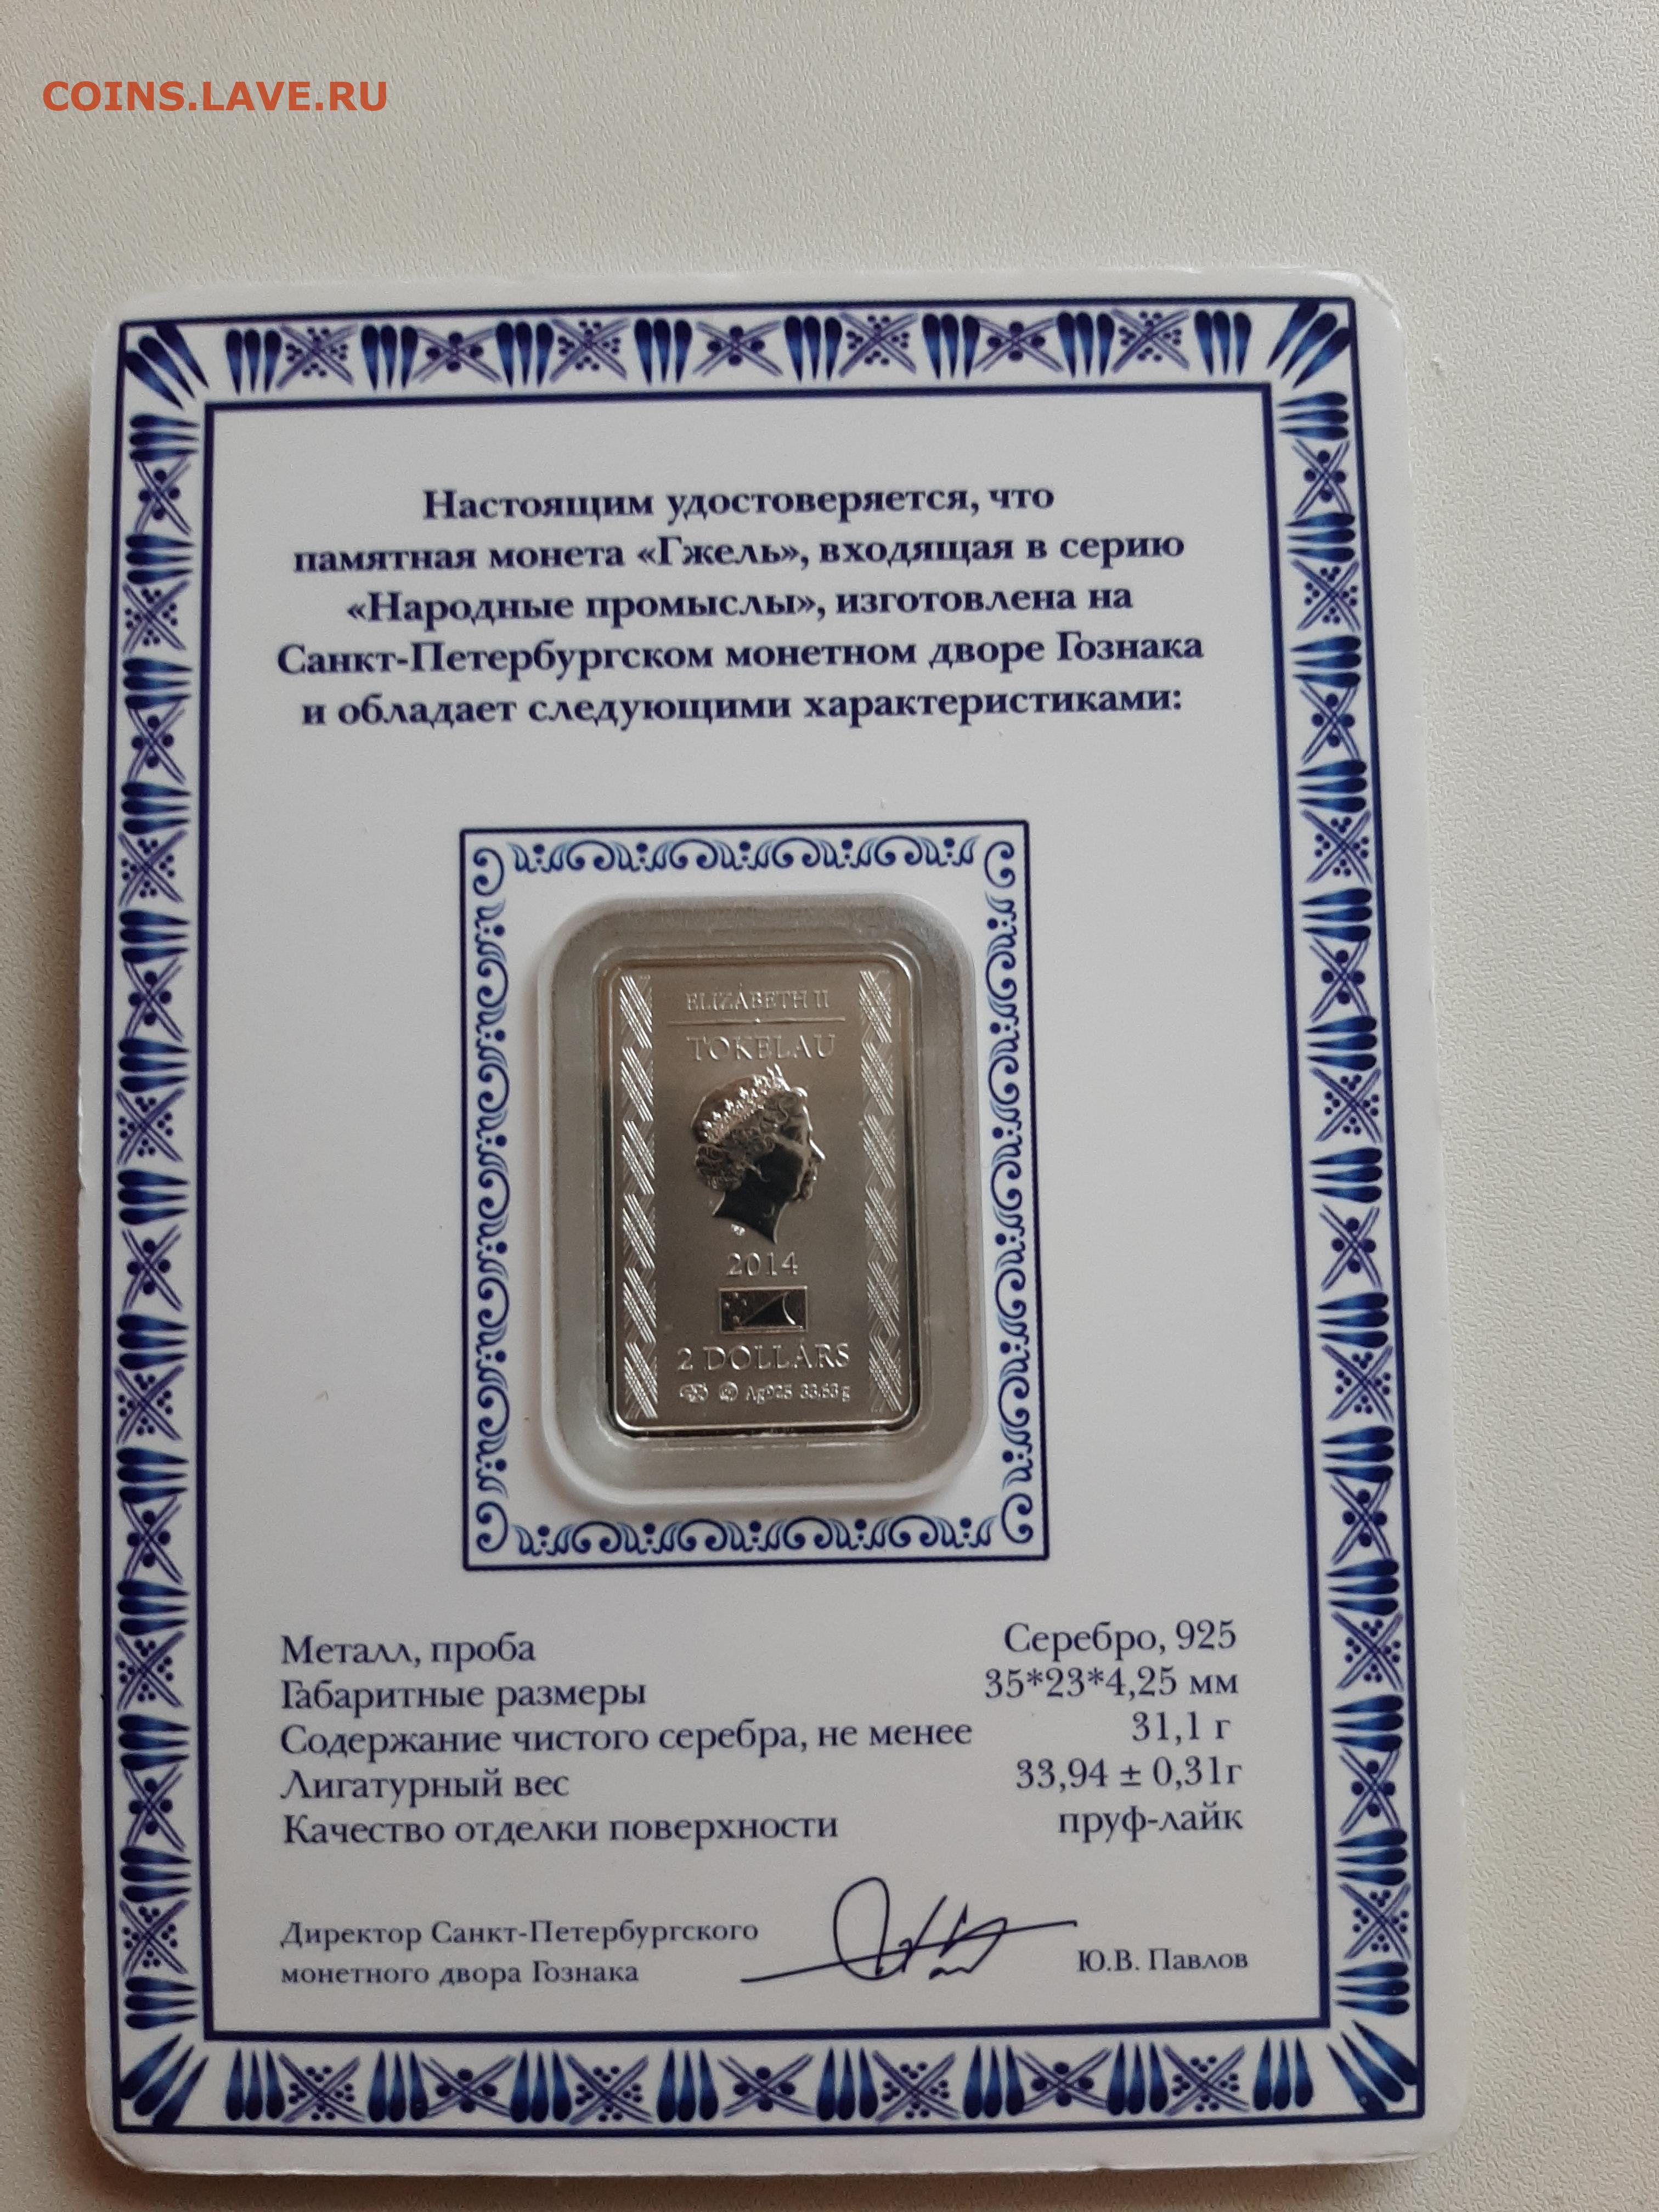 COINS.LAVE.RU
Настоящим удостоверяется, что
памятная монета «Гжель», входящая в серию
«Народные промыслы», изготовлена на
Санкт-Петербургском монетном дворе Гознака
и обладает следующими характеристиками:
ELIZABETH II
TOKELAU
2014
2 DOLLARS
Ag925 33.63g
Металл, проба Серебро, 925
Габаритные размеры 35*23*4,25 мм
Содержание чистого серебра, не менее 31,1 г
Лигатурный вес 33,94 ± 0,31г
Качество отделки поверхности пруф-лайк
Директор Санкт-Петербургского
монетного двора Гознака Ю.В. Павлов